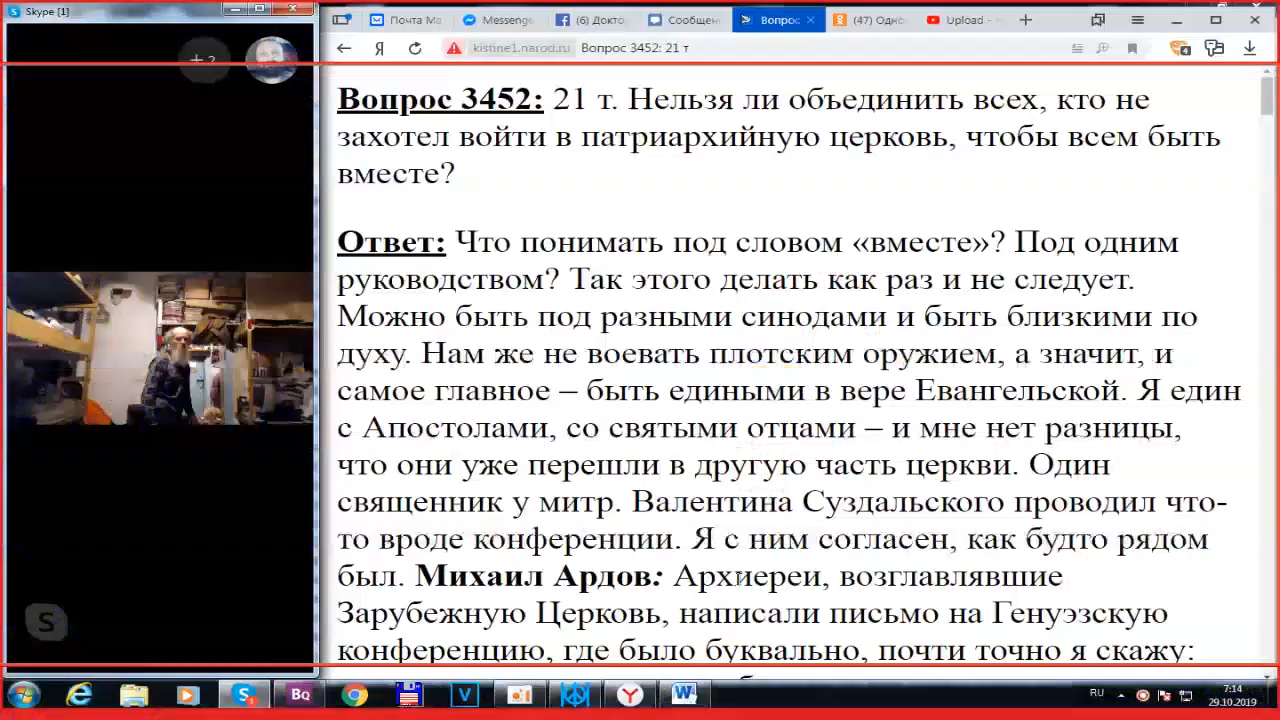 Skype [1]
Почта Ма
Messenge
(6) Докто
Сообщен
Вопрос
(47) Одно
Upload -
Я
kistine1.narod.ru
Вопрос 3452: 21 т
4
+2
Вопрос 3452: 21 т. Нельзя ли объединить всех, кто не
захотел войти в патриархийную церковь, чтобы всем быть
вместе?
Ответ: Что понимать под словом «вместе»? Под одним
руководством? Так этого делать как раз и не следует.
Можно быть под разными синодами и быть близкими по
духу. Нам же не воевать плотским оружием, а значит, и
самое главное – быть едиными в вере Евангельской. Я един
с Апостолами, со святыми отцами – и мне нет разницы,
что они уже перешли в другую часть церкви. Один
священник у митр. Валентина Суздальского проводил что-
то вроде конференции. Я с ним согласен, как будто рядом
был. Михаил Ардов: Архиереи, возглавлявшие
Зарубежную Церковь, написали письмо на Генуэзскую
конференцию, где было буквально, почти точно я скажу:
S
Bq
V
Y
W
RU
7:14
29.10.2019